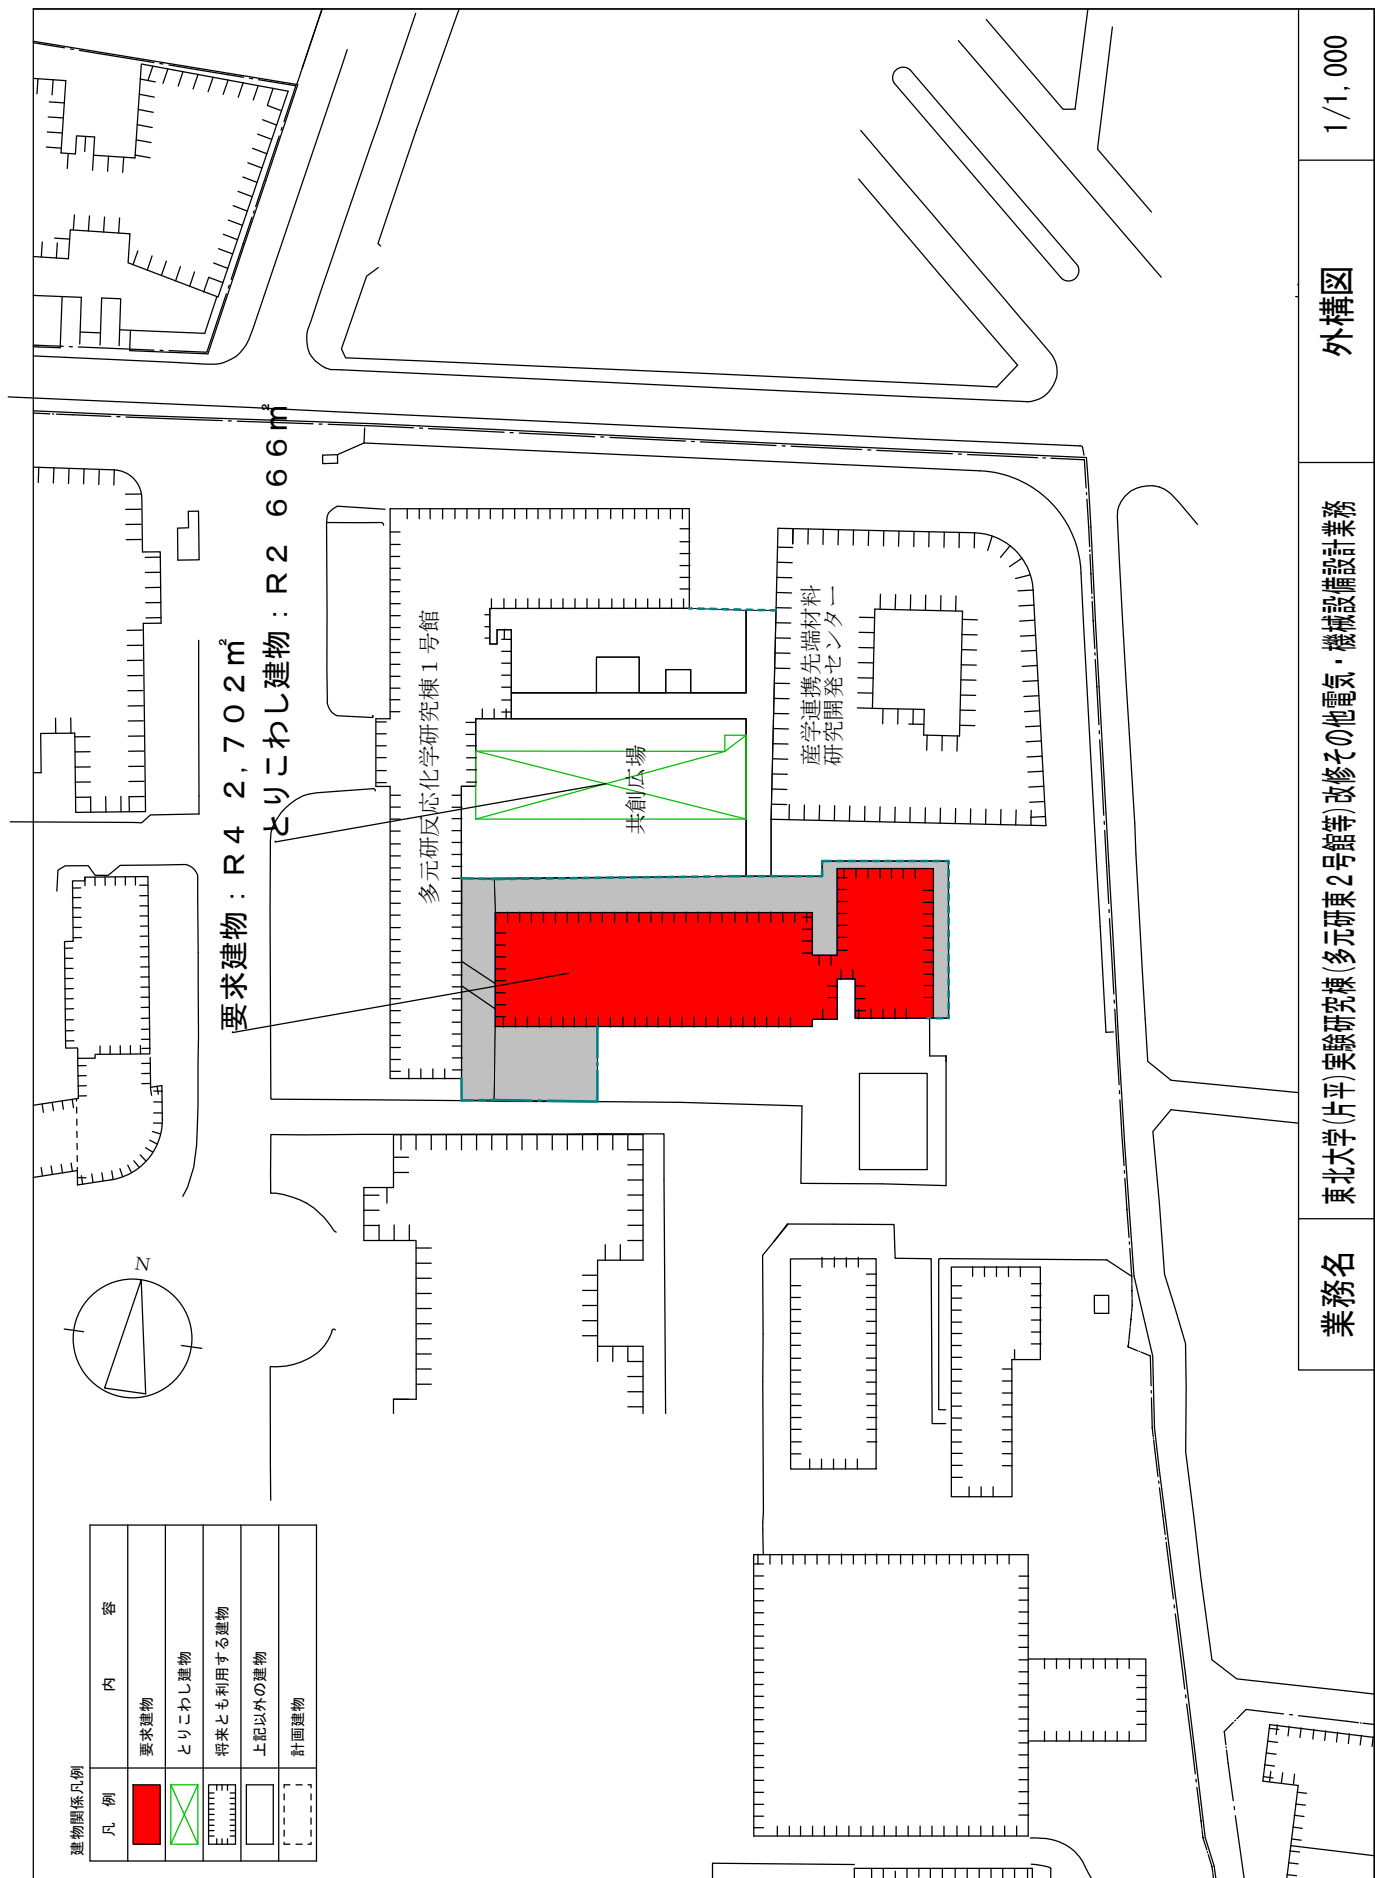 建物関係凡例
凡 例
内 容
要求建物
とりこわし建物
将来とも利用する建物
上記以外の建物
計画建物
N
要求建物：R4 2,702㎡
とりこわし建物：R2 666㎡
多元研反応化学研究棟1号館
共創広場
産学連携先端材料
研究開発センター
業務名
東北大学(片平)実験研究棟(多元研東2号館等)改修その他電気・機械設備設計業務
外構図
1/1,000